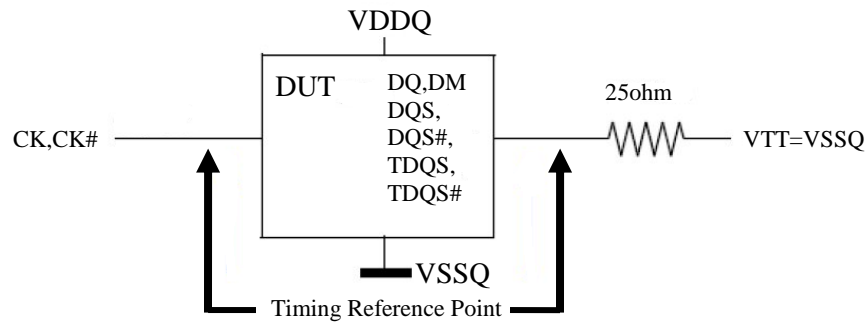 VDDQ
DUT
DQ,DM
DQS,
DQS#,
TDQS,
TDQS#
25ohm
CK,CK#
VTT=VSSQ
VSSQ
Timing Reference Point